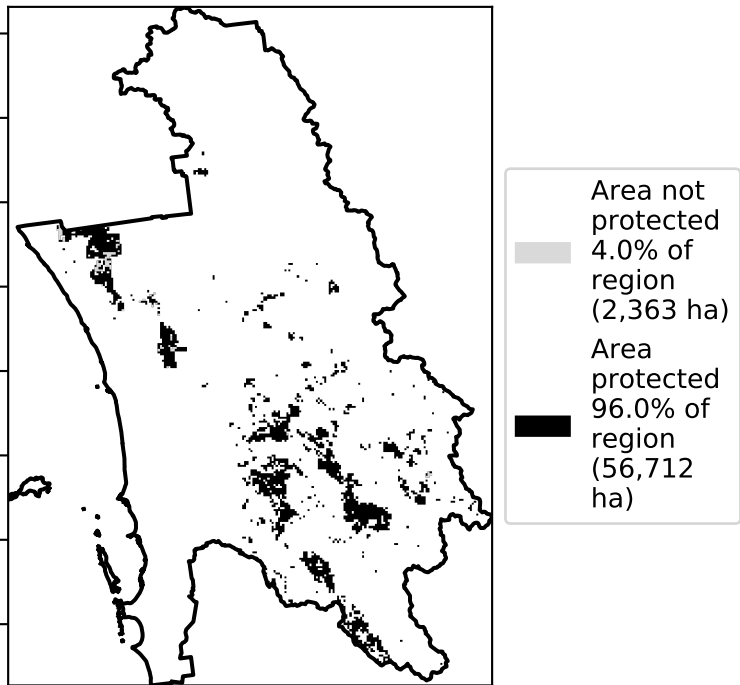 Area not
protected
4.0% of
region
(2,363 ha)
Area
protected
96.0% of
region
(56,712
ha)